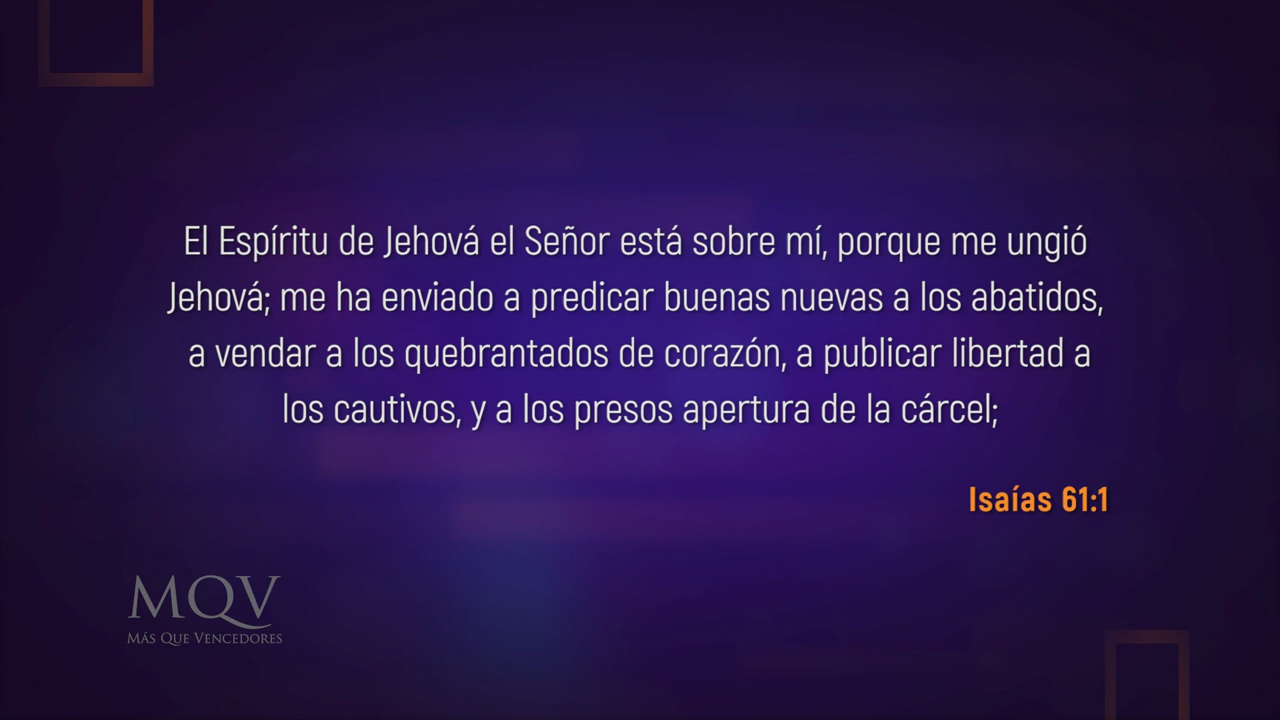 El Espíritu de Jehová el Señor está sobre mí, porque me ungió
Jehová; me ha enviado a predicar buenas nuevas a los abatidos,
a vendar a los quebrantados de corazón, a publicar libertad a
los cautivos, y a los presos apertura de la cárcel;
Isaías 61:1
MQV
MÁS QUE VENCEDORES